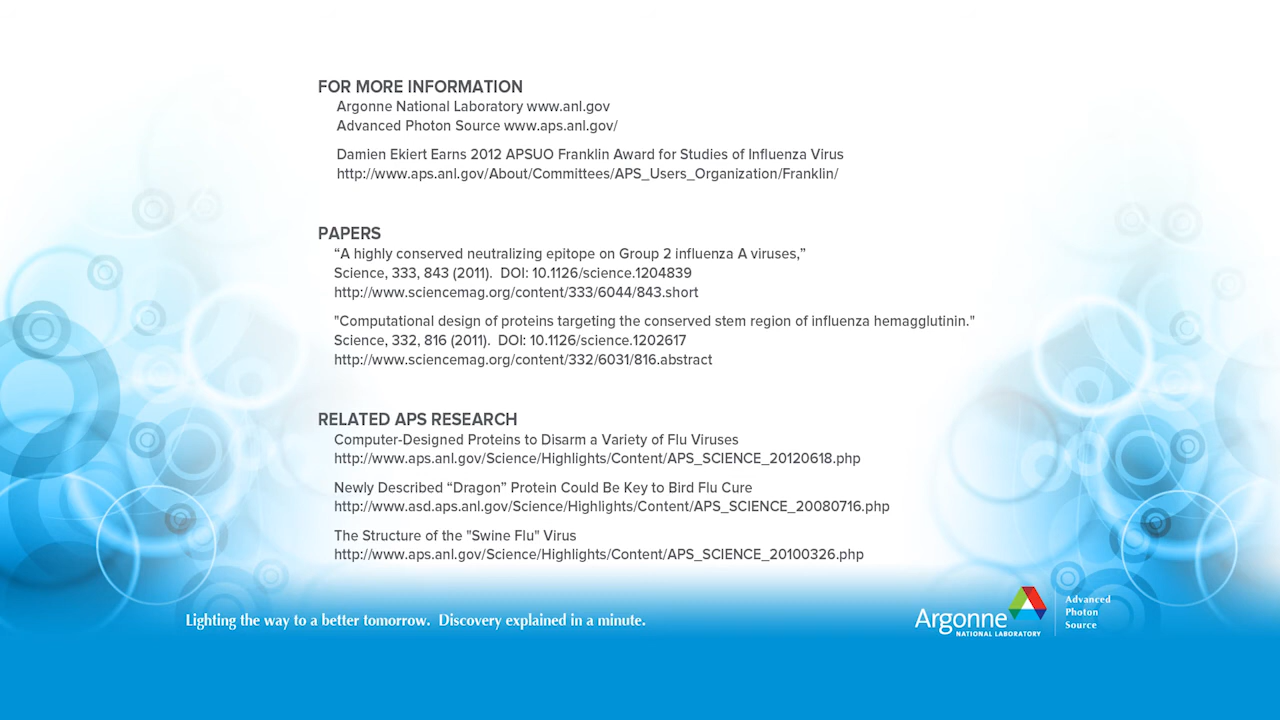 FOR MORE INFORMATION
Argonne National Laboratory www.anl.gov
Advanced Photon Source www.aps.anl.gov/
Damien Ekiert Earns 2012 APSUO Franklin Award for Studies of Influenza Virus
http://www.aps.anl.gov/About/Committees/APS_Users_Organization/Franklin/
PAPERS
“A highly conserved neutralizing epitope on Group 2 influenza A viruses,”
Science, 333, 843 (2011).  DOI: 10.1126/science.1204839
http://www.sciencemag.org/content/333/6044/843.short
"Computational design of proteins targeting the conserved stem region of influenza hemagglutinin."
Science, 332, 816 (2011).  DOI: 10.1126/science.1202617
http://www.sciencemag.org/content/332/6031/816.abstract
RELATED APS RESEARCH
Computer-Designed Proteins to Disarm a Variety of Flu Viruses
http://www.aps.anl.gov/Science/Highlights/Content/APS_SCIENCE_20120618.php
Newly Described “Dragon” Protein Could Be Key to Bird Flu Cure
http://www.asd.aps.anl.gov/Science/Highlights/Content/APS_SCIENCE_20080716.php
The Structure of the "Swine Flu" Virus
http://www.aps.anl.gov/Science/Highlights/Content/APS_SCIENCE_20100326.php
Lighting the way to a better tomorrow.  Discovery explained in a minute.
Argonne
NATIONAL LABORATORY
Advanced
Photon
Source